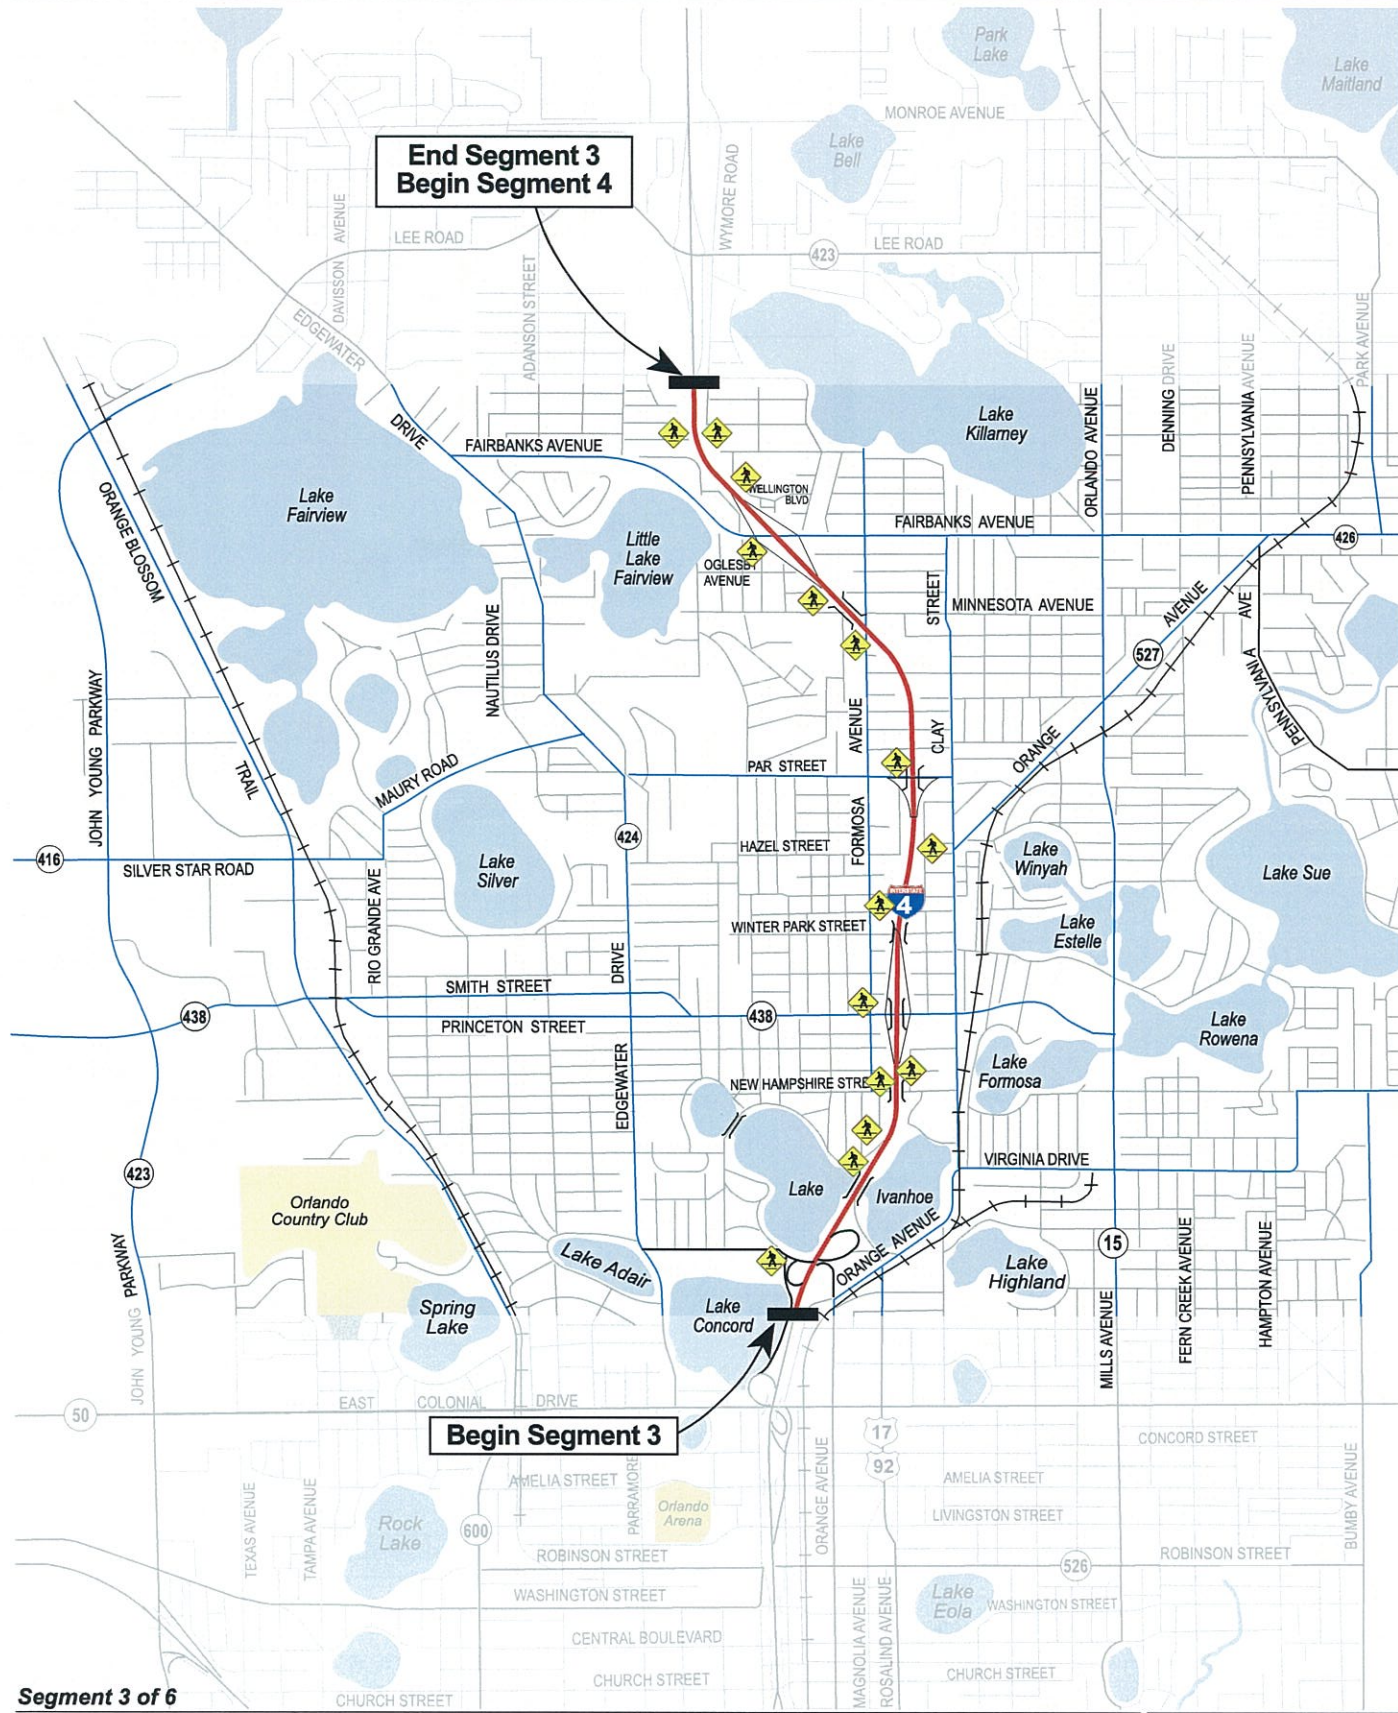 Park
Lake
Lake
Maitland
MONROE AVENUE
Lake
Bell
End Segment 3
Begin Segment 4
WYMORE ROAD
DAVISSON AVENUE
LEE ROAD
423
LEE ROAD
ADANSON STREET
EDGEWATER
DRIVE
PARK AVENUE
DENNING DRIVE
PENNSYLVANIA AVENUE
ORLANDO AVENUE
Lake
Killarney
FAIRBANKS AVENUE
Lake
Fairview
ORANGE BLOSSOM
TRAIL
WELLINGTON
BLVD
FAIRBANKS AVENUE
426
Little
Lake
Fairview
OGLESBY
AVENUE
STREET
MINNESOTA AVENUE
AVENUE
AVE
527
PENNSYLVANIA
NAUTILUS DRIVE
JOHN YOUNG PARKWAY
AVENUE
CLAY
ORANGE
PAR STREET
MAURY ROAD
424
FORMOSA
HAZEL STREET
Lake
Winyah
416
SILVER STAR ROAD
Lake
Silver
Lake Sue
RIO GRANDE AVE
INTERSTATE
4
WINTER PARK STREET
Lake
Estelle
DRIVE
SMITH STREET
438
438
PRINCETON STREET
Lake
Rowena
EDGEWATER
NEW HAMPSHIRE STRE
Lake
Formosa
423
VIRGINIA DRIVE
Orlando
Country Club
Lake
Ivanhoe
ORANGE AVENUE
PARKWAY
Lake Adair
15
Lake
Highland
FERN CREEK AVENUE
HAMPTON AVENUE
Spring
Lake
Lake
Concord
MILLS AVENUE
JOHN YOUNG
50
EAST COLONIAL DRIVE
Begin Segment 3
17
92
CONCORD STREET
AMELIA STREET
AMELIA STREET
ORANGE AVENUE
BUMBY AVENUE
TEXAS AVENUE
TAMPA AVENUE
PARRAMORE
Orlando
Arena
LIVINGSTON STREET
Rock
Lake
600
ROBINSON STREET
526
ROBINSON STREET
WASHINGTON STREET
Lake
Eola
WASHINGTON STREET
MAGNOLIA AVENUE
ROSALIND AVENUE
CENTRAL BOULEVARD
CHURCH STREET
CHURCH STREET
CHURCH STREET
Segment 3 of 6